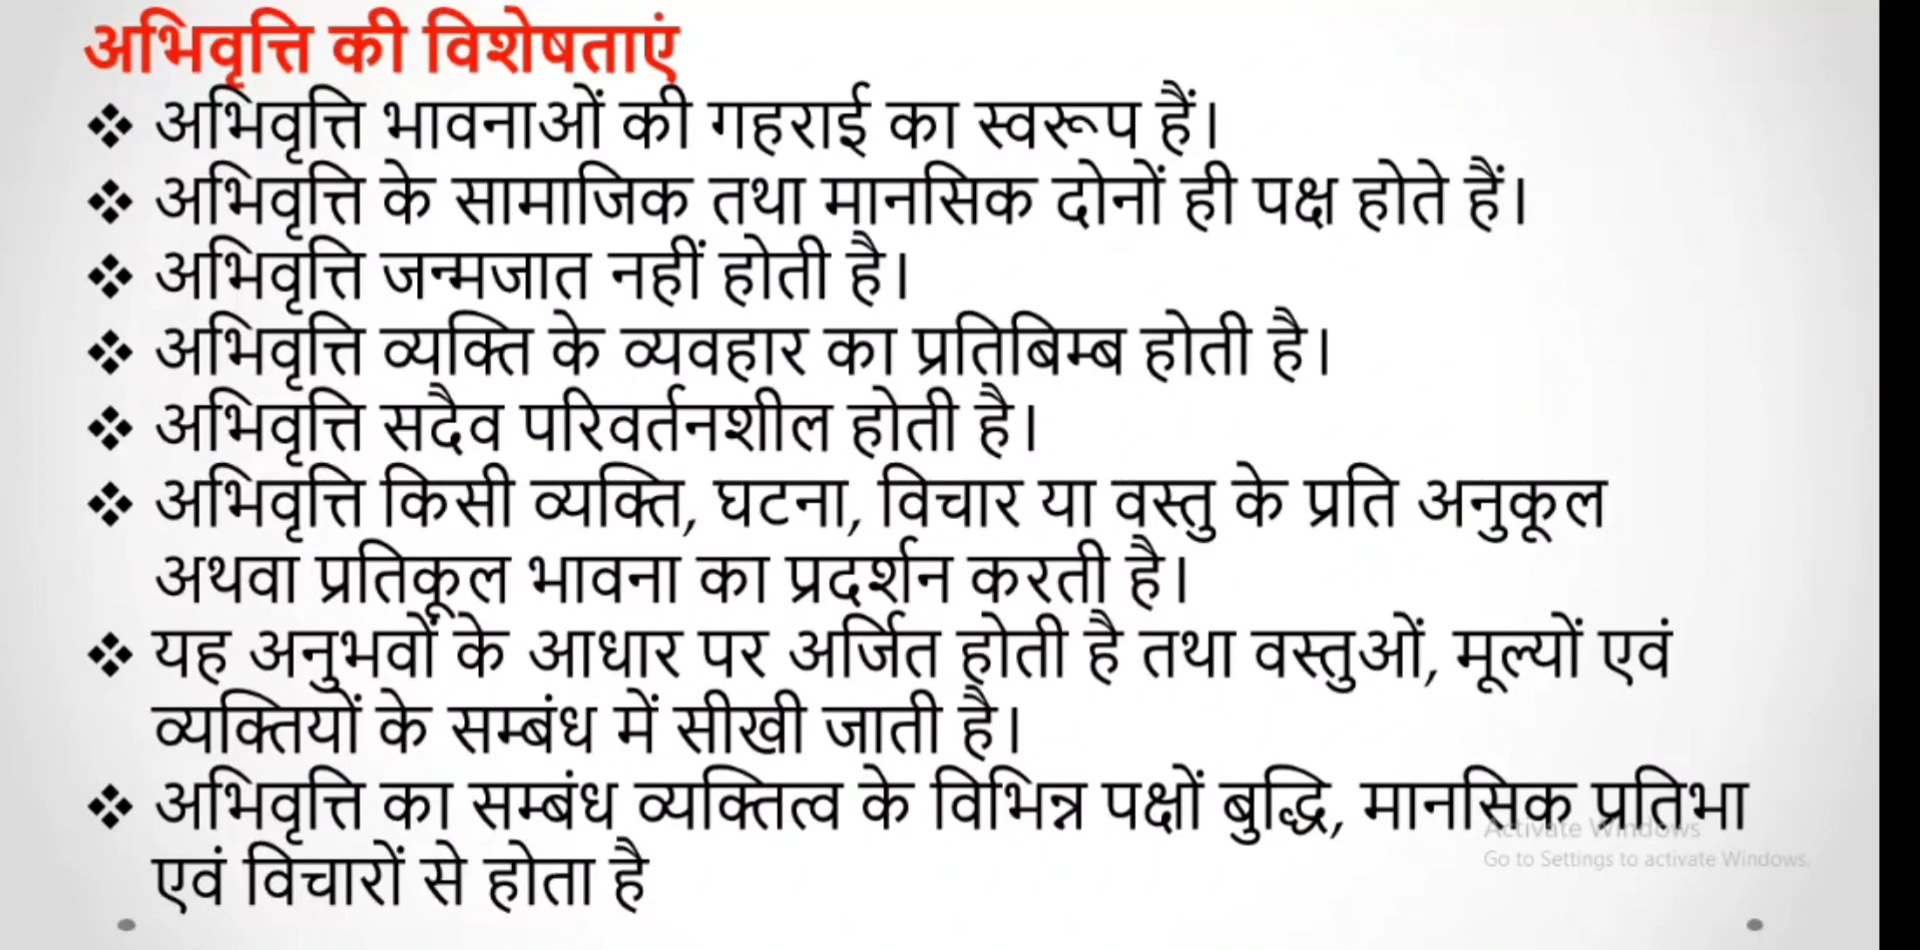 अभिवृत्ति की विशेषताएं
❖ अभिवृत्ति भावनाओं की गहराई का स्वरूप हैं।
❖ अभिवृत्ति के सामाजिक तथा मानसिक दोनों ही पक्ष होते हैं।
❖ अभिवृत्ति जन्मजात नहीं होती है।
❖ अभिवृत्ति व्यक्ति के व्यवहार का प्रतिबिम्ब होती है।
❖ अभिवृत्ति सदैव परिवर्तनशील होती है।
❖ अभिवृत्ति किसी व्यक्ति, घटना, विचार या वस्तु के प्रति अनुकूल
अथवा प्रतिकूल भावना का प्रदर्शन करती है।
❖ यह अनुभवों के आधार पर अर्जित होती है तथा वस्तुओं, मूल्यों एवं
व्यक्तियों के सम्बंध में सीखी जाती है।
❖ अभिवृत्ति का सम्बंध व्यक्तित्व के विभिन्न पक्षों बुद्धि, मानसिक प्रतिभा
एवं विचारों से होता है
Activate Windows
Go to Settings to activate Windows.